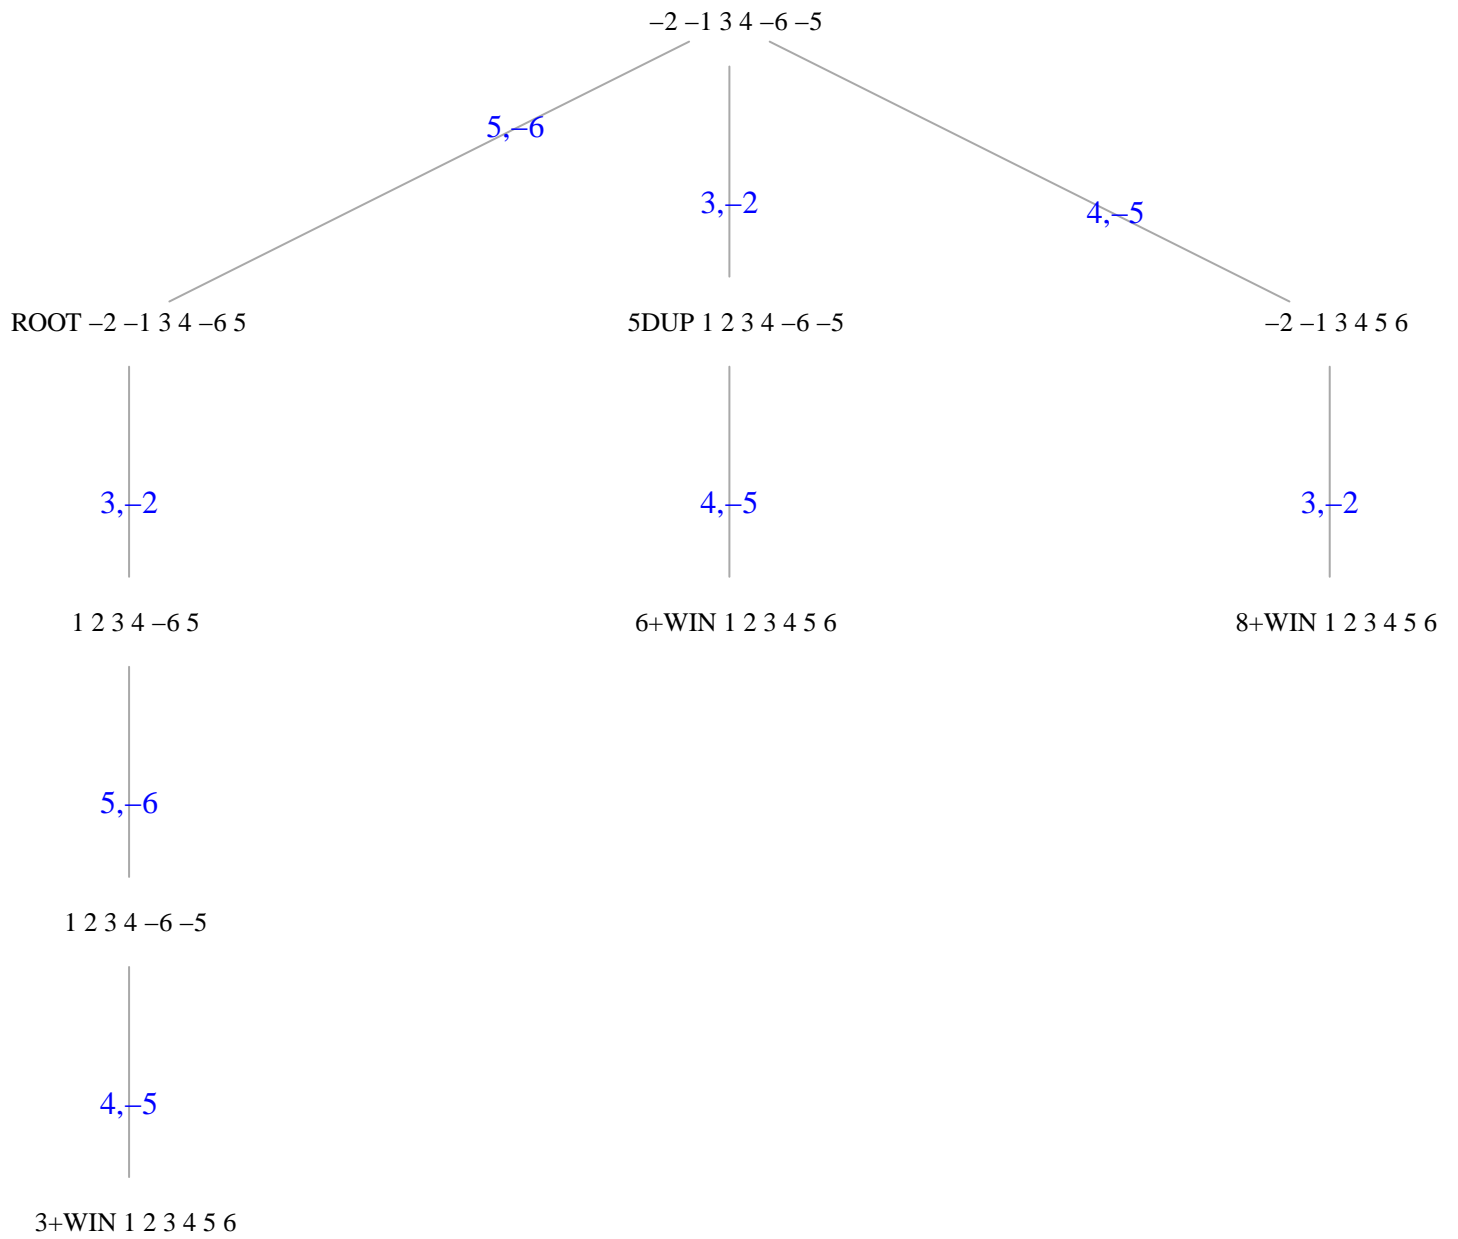 –2 –1 3 4 –6 –5
5,–6
3,–2
4,–5
ROOT –2 –1 3 4 –6 5
5DUP 1 2 3 4 –6 –5
–2 –1 3 4 5 6
3,–2
4,–5
3,–2
1 2 3 4 –6 5
6+WIN 1 2 3 4 5 6
8+WIN 1 2 3 4 5 6
5,–6
1 2 3 4 –6 –5
4,–5
3+WIN 1 2 3 4 5 6